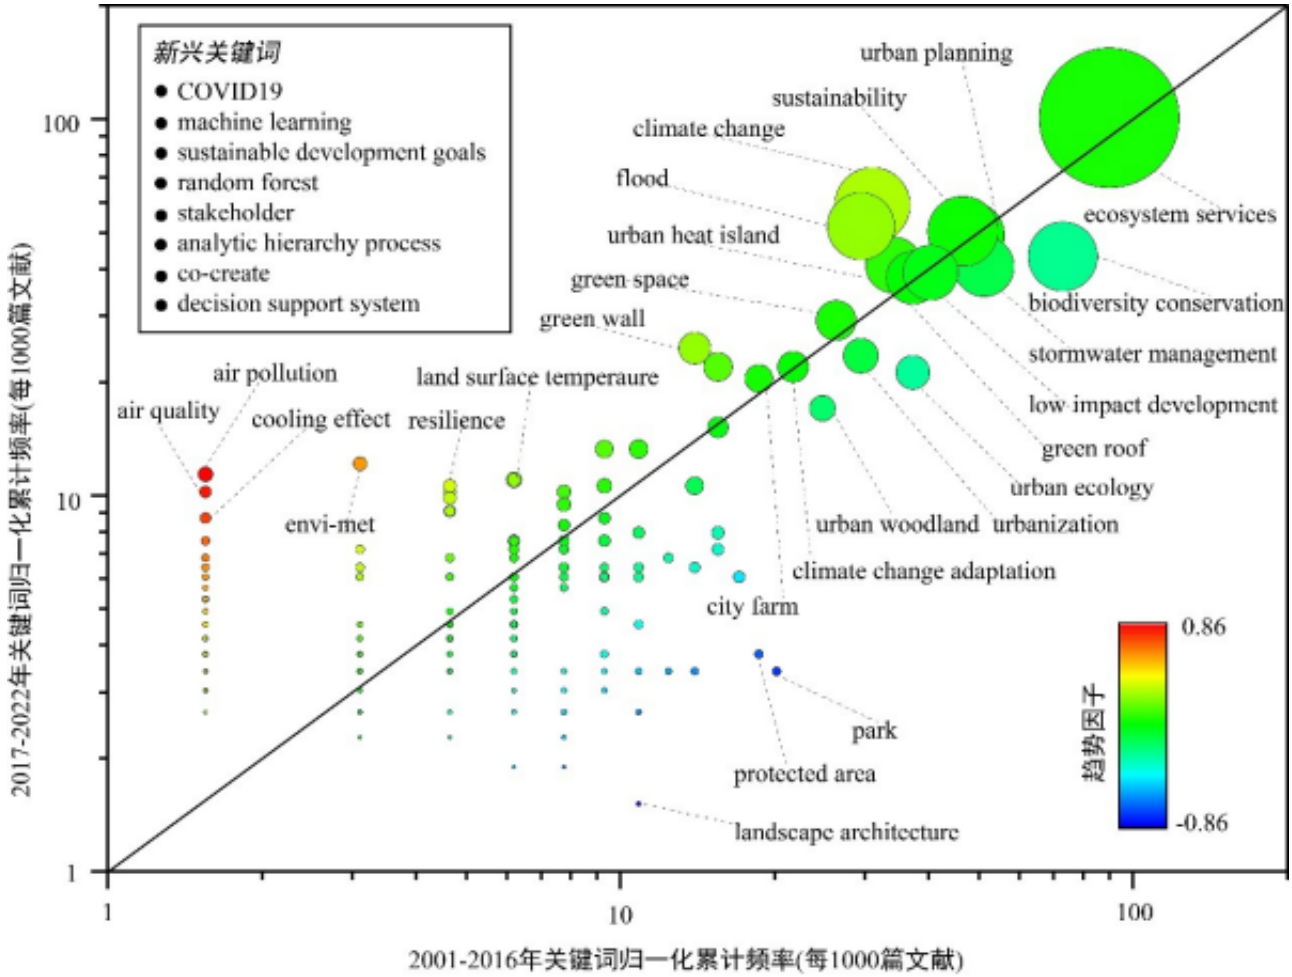 新兴关键词
COVID19
machine learning
sustainable development goals
random forest
stakeholder
analytic hierarchy process
co-create
decision support system
urban planning
sustainability
climate change
flood
urban heat island
green space
green wall
land surface temperaure
resilience
air pollution
air quality
cooling effect
envi-met
ecosystem services
biodiversity conservation
stormwater management
low impact development
green roof
urban ecology
urbanization
urban woodland
climate change adaptation
city farm
park
protected area
landscape architecture
0.86
-0.86
趋势因子
100
10
1
1
10
100
2017-2022年关键词归一化累计频率(每1000篇文献)
2001-2016年关键词归一化累计频率(每1000篇文献)